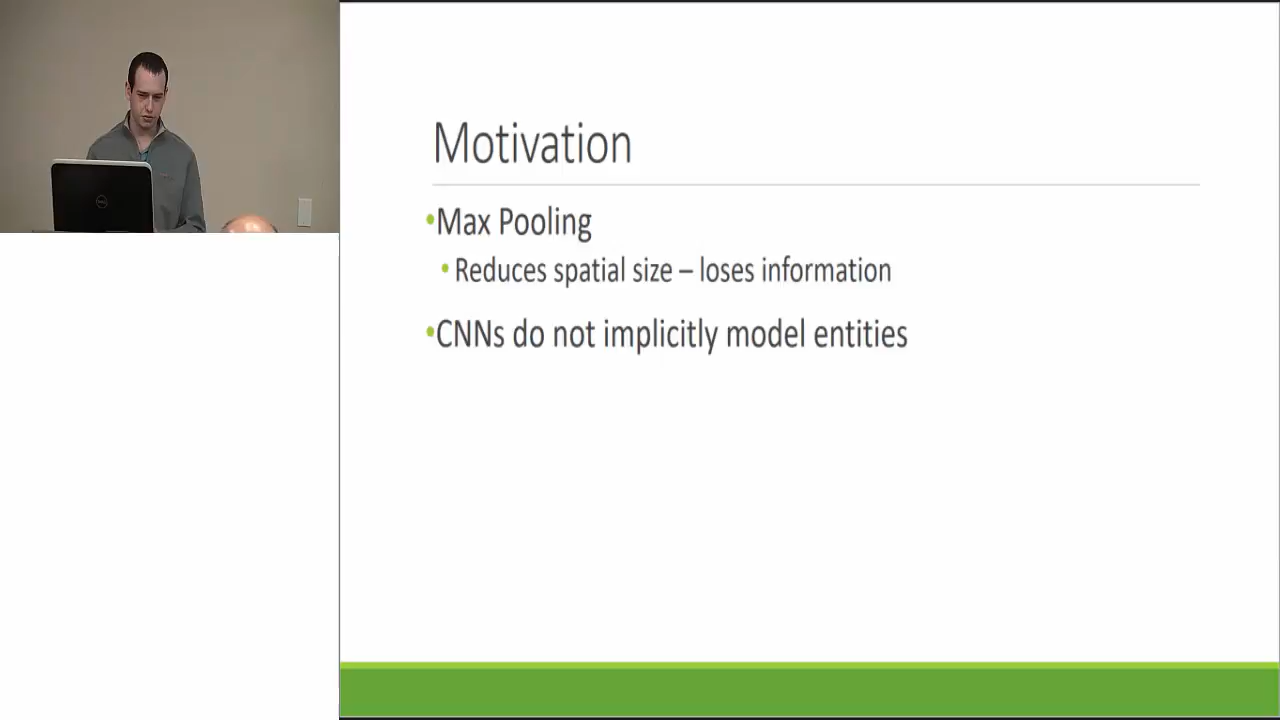 Motivation
•Max Pooling
•Reduces spatial size – loses information
•CNNs do not implicitly model entities